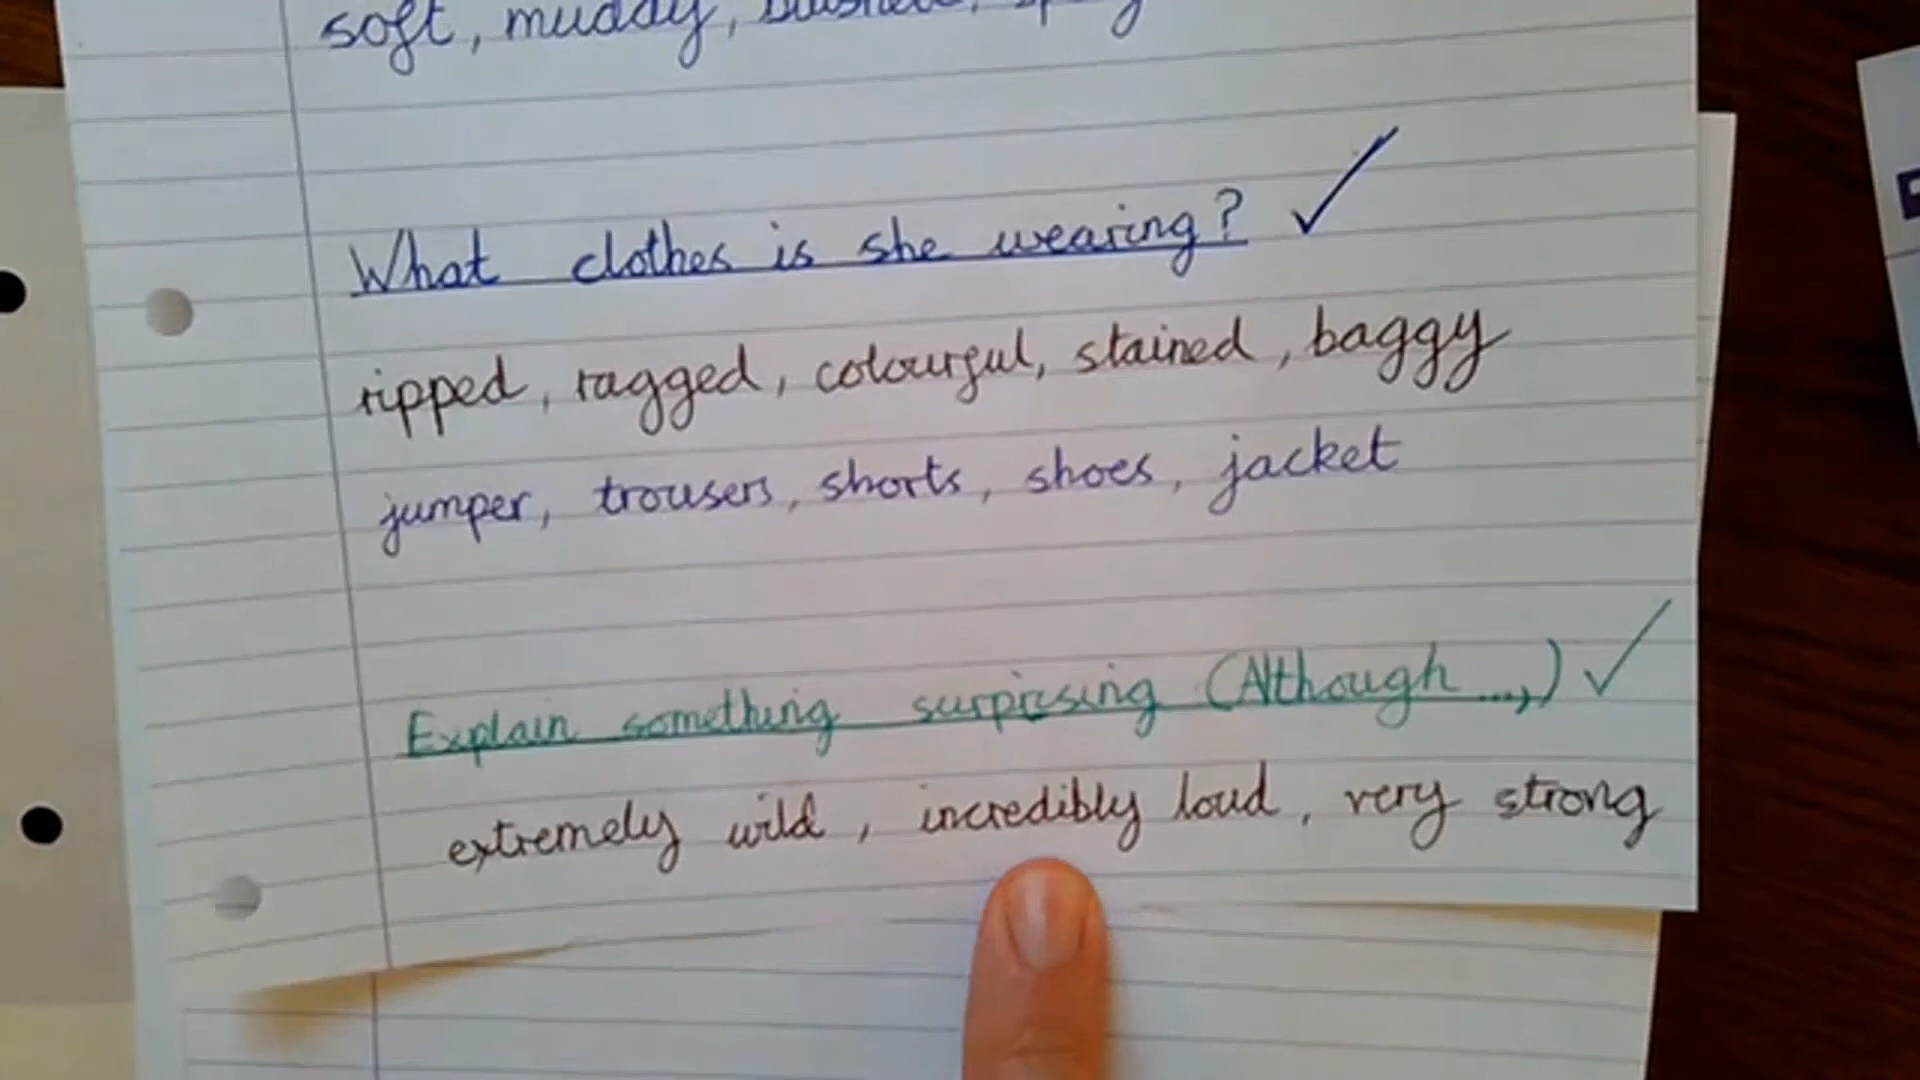 soft, muddy,
What clothes is she wearing? ✓
ripped, ragged, colourful, stained, baggy
jumper, trousers, shorts, shoes, jacket
Explain something surprising (Although ...,) ✓
extremely wild, incredibly loud, very strong